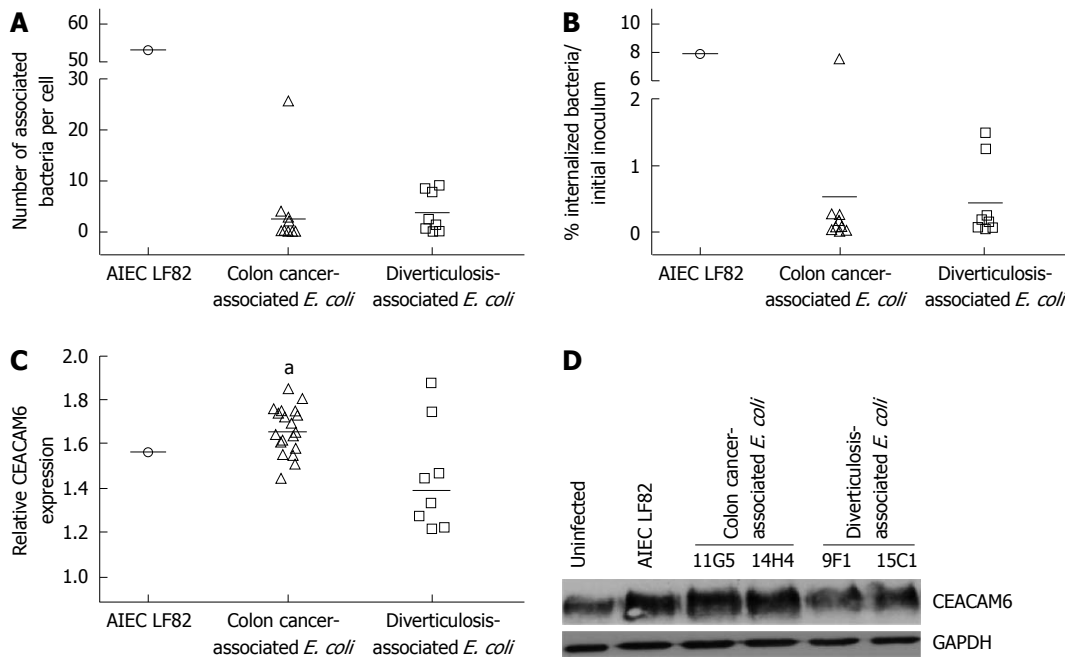 A
Number of associated
bacteria per cell
60
50
30
20
10
0
AIEC LF82
Colon cancer-
associated E. coli
Diverticulosis-
associated E. coli
B
% internalized bacteria/
initial inoculum
10
8
6
2
1
0
AIEC LF82
Colon cancer-
associated E. coli
Diverticulosis-
associated E. coli
C
Relative CEACAM6
expression
2.0
1.8
1.6
1.4
1.2
1.0
a
AIEC LF82
Colon cancer-
associated E. coli
Diverticulosis-
associated E. coli
D
Uninfected
AIEC LF82
Colon cancer-
associated E. coli
Diverticulosis-
associated E. coli
11G5 14H4 9F1 15C1
CEACAM6
GAPDH